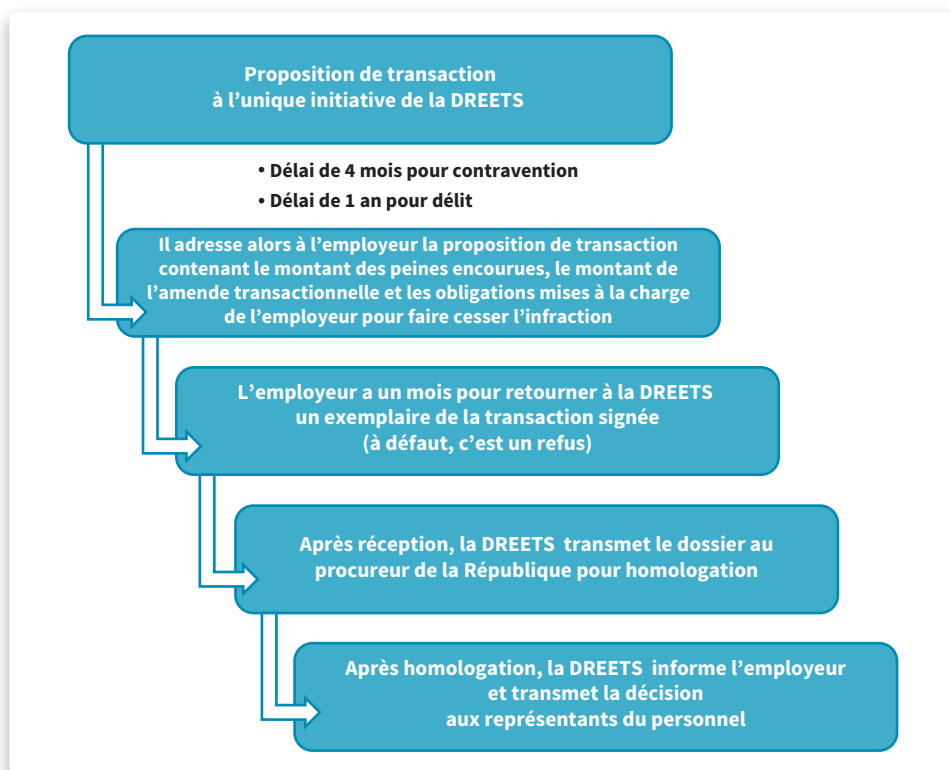 Proposition de transaction
à l’unique initiative de la DREETS
• Délai de 4 mois pour contravention
• Délai de 1 an pour délit
Il adresse alors à l’employeur la proposition de transaction
contenant le montant des peines encourues, le montant de
l’amende transactionnelle et les obligations mises à la charge
de l’employeur pour faire cesser l’infraction
L’employeur a un mois pour retourner à la DREETS
un exemplaire de la transaction signée
(à défaut, c’est un refus)
Après réception, la DREETS transmet le dossier au
procureur de la République pour homologation
Après homologation, la DREETS informe l’employeur
et transmet la décision
aux représentants du personnel